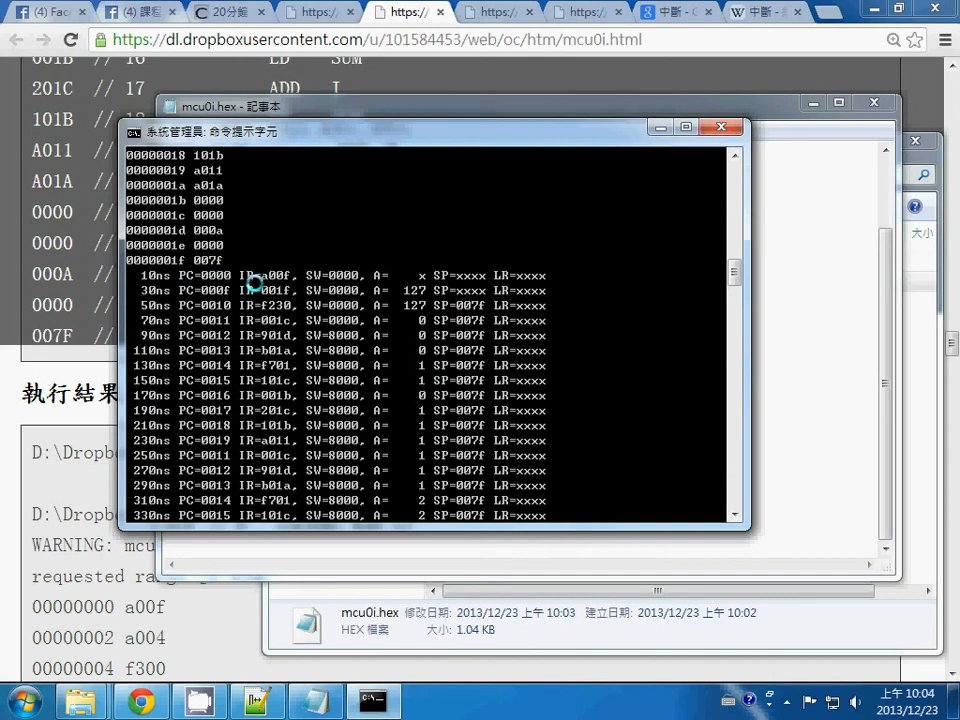 (4) Face
(4) 課程
20分鐘
https:/
https:/
https:/
https:/
中斷 - G
中斷 -
https://dl.dropboxusercontent.com/u/101584453/web/oc/htm/mcu0i.html
001B // 16 LD SUM
201C // 17 ADD I
101B //
A011 //
A01A //
0000 //
0000 //
000A //
0000 //
007F //
執行結果
D:\Dropbo
D:\Dropbo
WARNING: mcu
requested ra
00000000 a00f
00000002 a004
00000004 f300
mcu0i.hex - 記事本
系統管理員: 命令提示字元
00000018 101b
00000019 a011
0000001a a01a
0000001b 0000
0000001c 0000
0000001d 000a
0000001e 0000
0000001f 007f
10ns PC=0000 IR=a00f, SW=0000, A= x SP=xxxx LR=xxxx
30ns PC=000f IR=001f, SW=0000, A= 127 SP=xxxx LR=xxxx
50ns PC=0010 IR=f230, SW=0000, A= 127 SP=007f LR=xxxx
70ns PC=0011 IR=001c, SW=0000, A= 0 SP=007f LR=xxxx
90ns PC=0012 IR=901d, SW=8000, A= 0 SP=007f LR=xxxx
110ns PC=0013 IR=b01a, SW=8000, A= 0 SP=007f LR=xxxx
130ns PC=0014 IR=f701, SW=8000, A= 1 SP=007f LR=xxxx
150ns PC=0015 IR=101c, SW=8000, A= 1 SP=007f LR=xxxx
170ns PC=0016 IR=001b, SW=8000, A= 0 SP=007f LR=xxxx
190ns PC=0017 IR=201c, SW=8000, A= 1 SP=007f LR=xxxx
210ns PC=0018 IR=101b, SW=8000, A= 1 SP=007f LR=xxxx
230ns PC=0019 IR=a011, SW=8000, A= 1 SP=007f LR=xxxx
250ns PC=0011 IR=001c, SW=8000, A= 1 SP=007f LR=xxxx
270ns PC=0012 IR=901d, SW=8000, A= 1 SP=007f LR=xxxx
290ns PC=0013 IR=b01a, SW=8000, A= 1 SP=007f LR=xxxx
310ns PC=0014 IR=f701, SW=8000, A= 2 SP=007f LR=xxxx
330ns PC=0015 IR=101c, SW=8000, A= 2 SP=007f LR=xxxx
大小
mcu0i.hex 修改日期: 2013/12/23 上午 10:03 建立日期: 2013/12/23 上午 10:02
HEX 檔案 大小: 1.04 KB
上午 10:04
2013/12/23